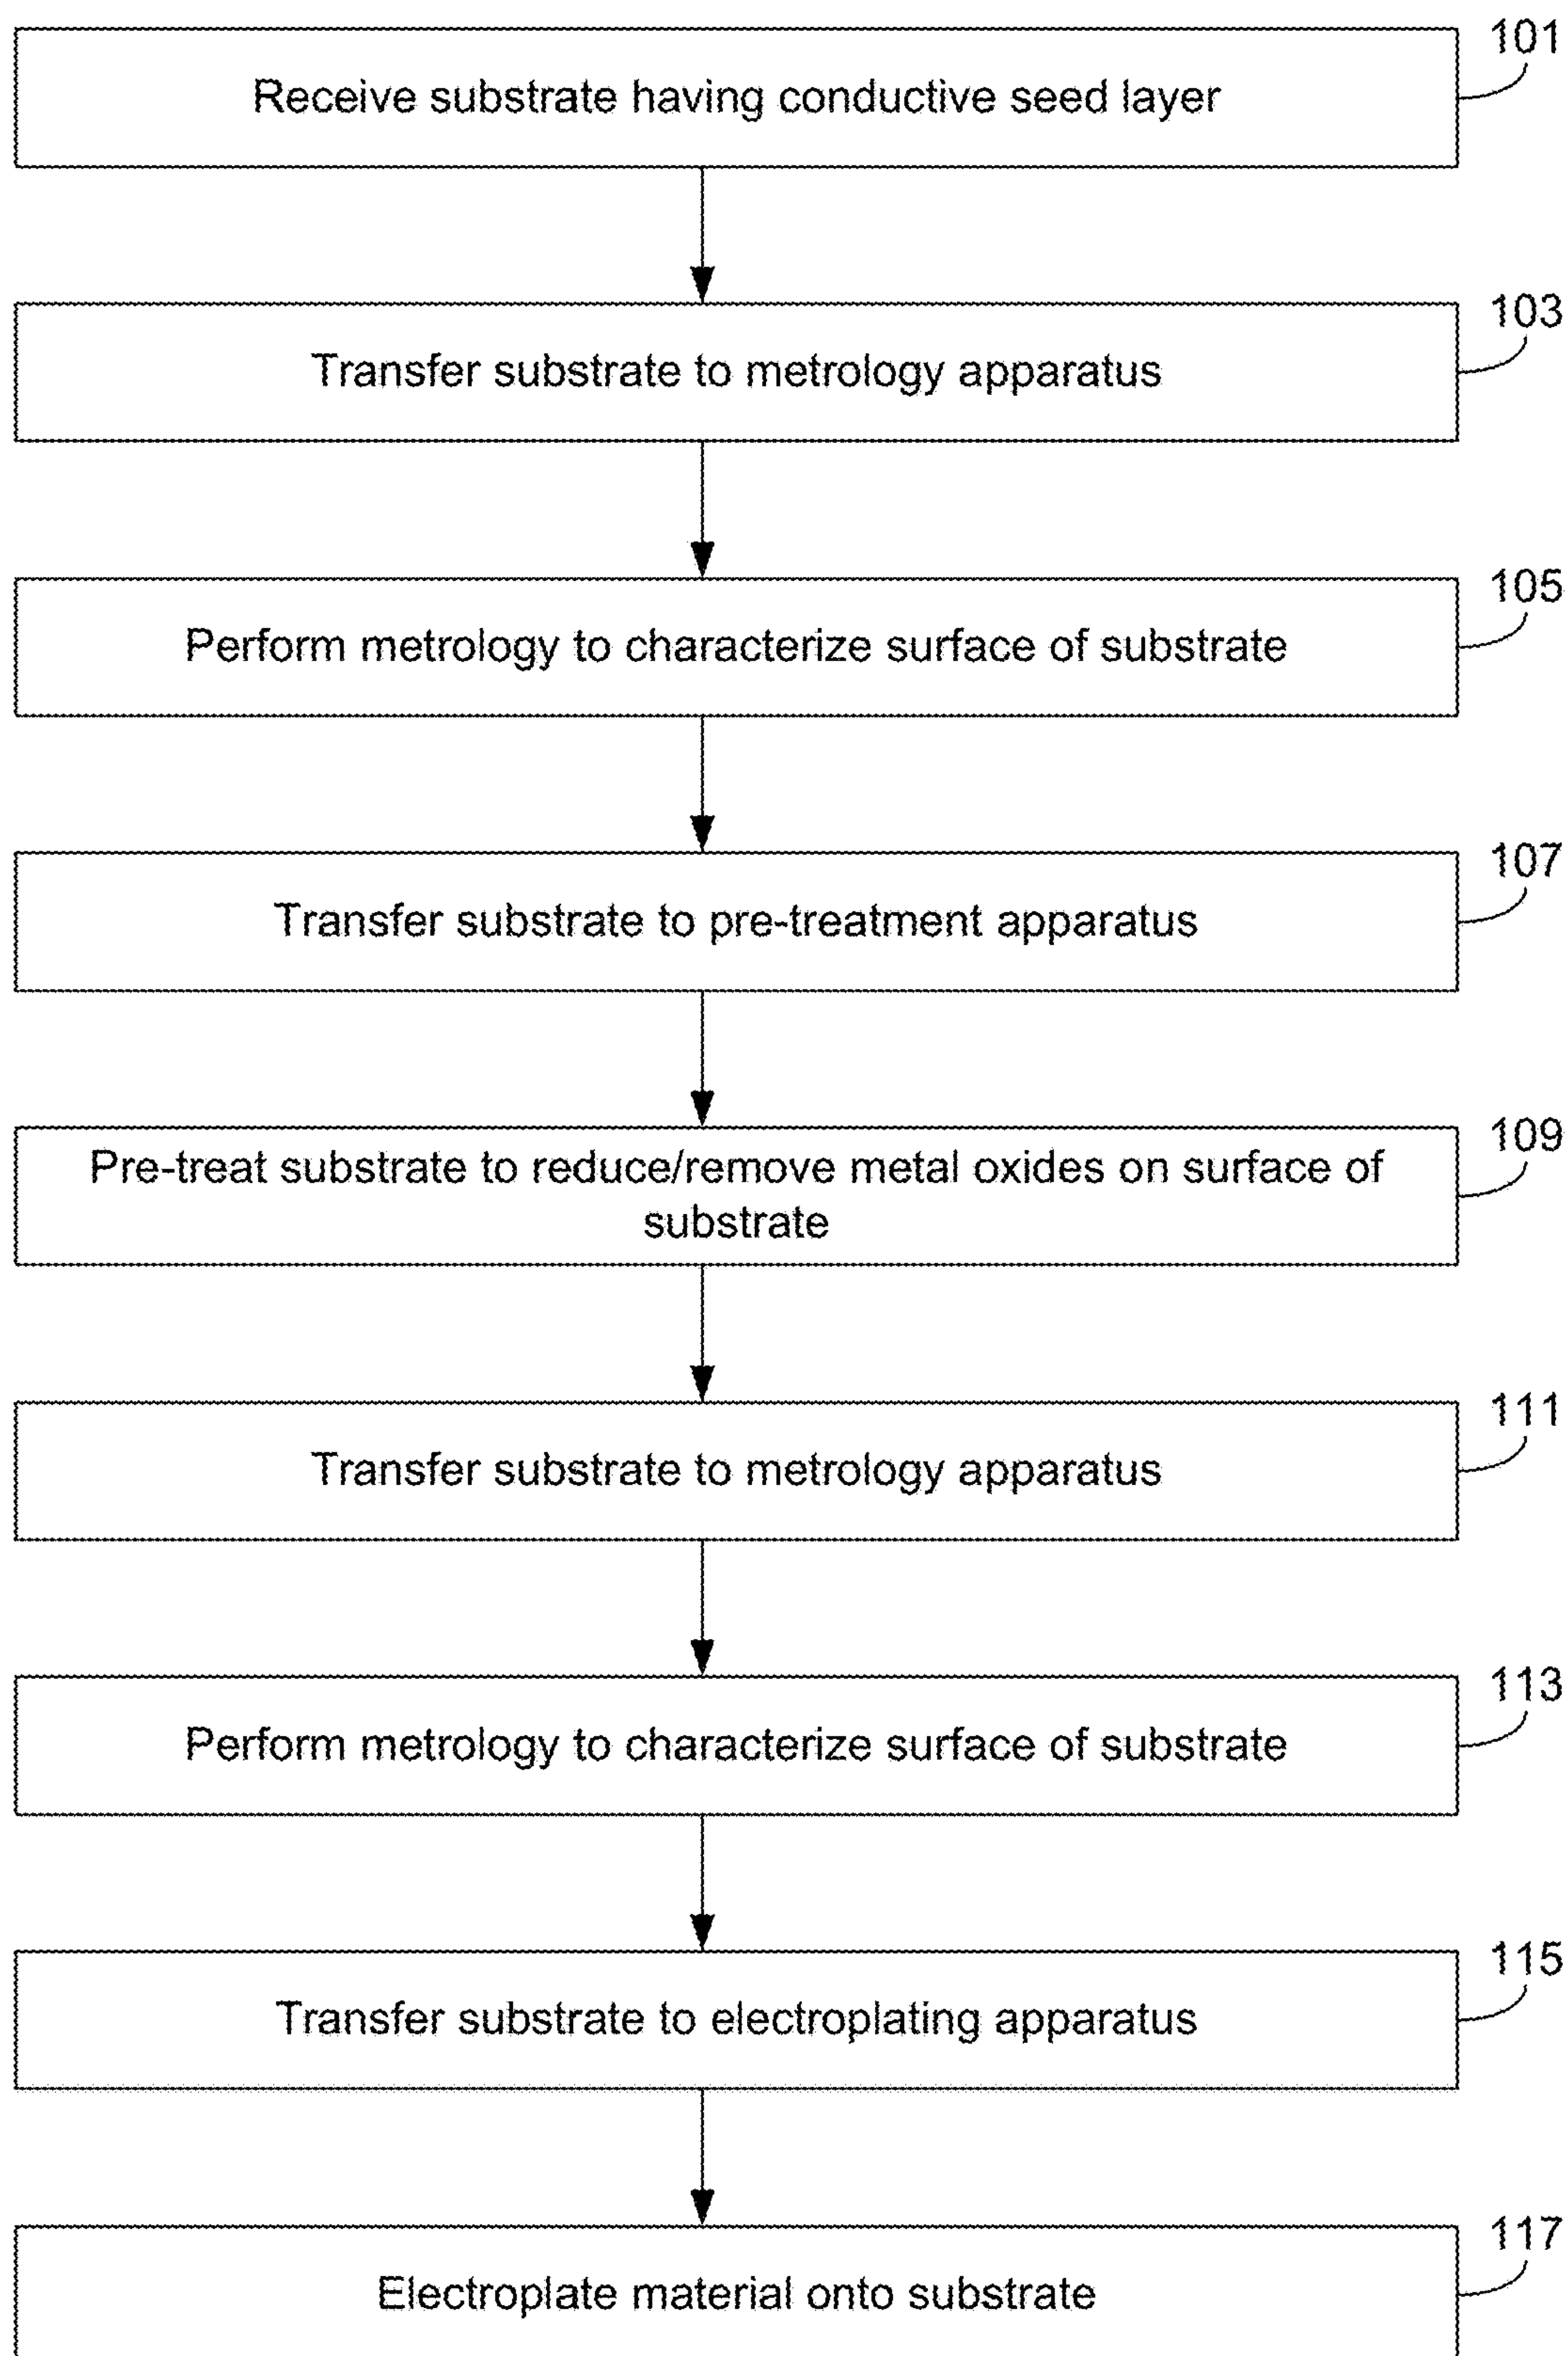 101
Receive substrate having conductive seed layer
103
Transfer substrate to metrology apparatus
105
Perform metrology to characterize surface of substrate
107
Transfer substrate to pre-treatment apparatus
109
Pre-treat substrate to reduce/remove metal oxides on surface of
substrate
111
Transfer substrate to metrology apparatus
113
Perform metrology to characterize surface of substrate
115
Transfer substrate to electroplating apparatus
117
Electroplate material onto substrate